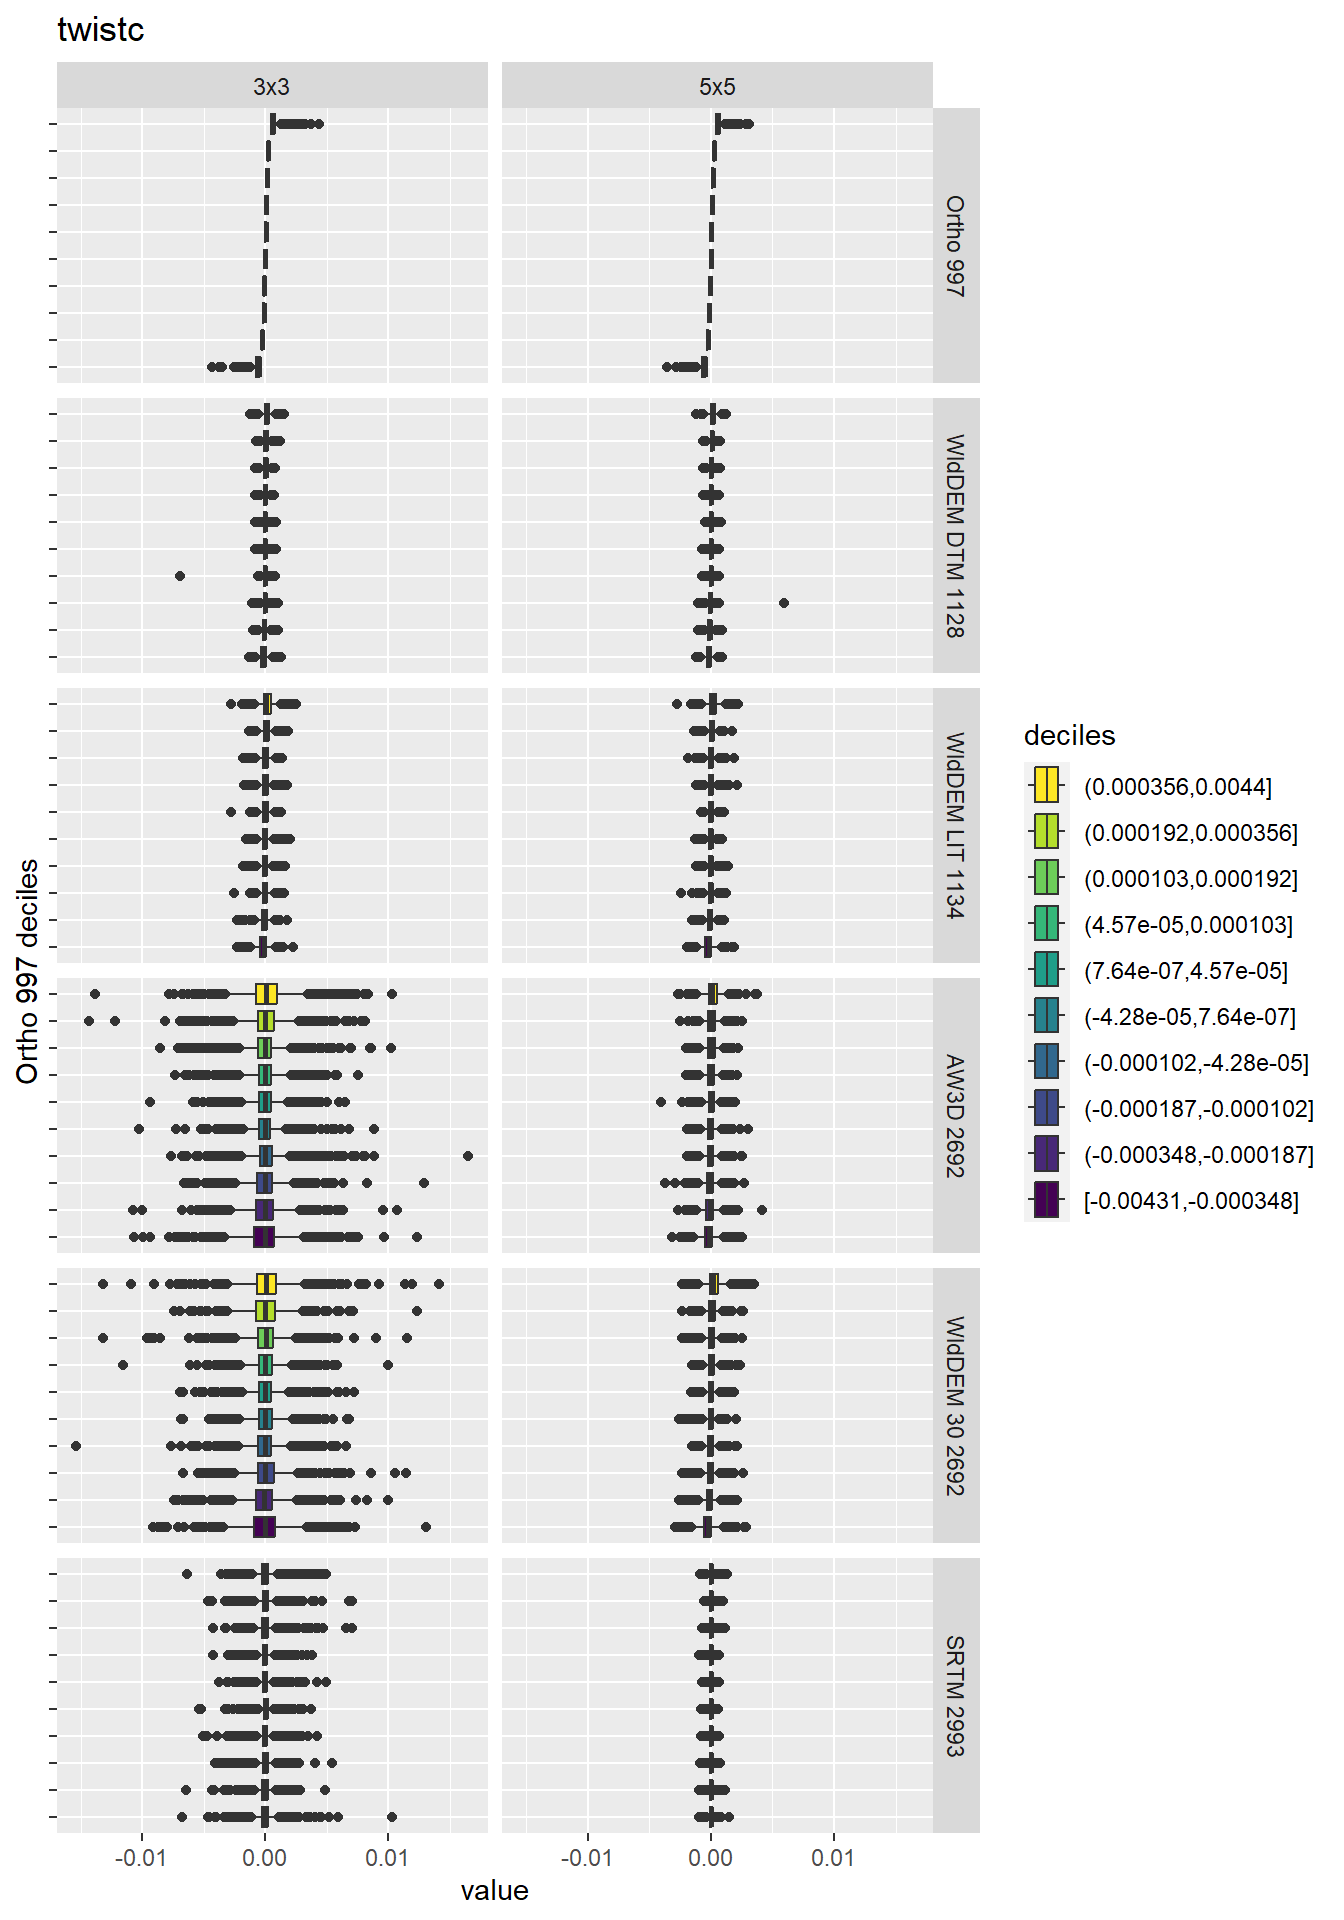 twistc
3x3
5x5
Ortho 997
WldDEM DTM 1128
WldDEM LIT 1134
AW3D 2692
WldDEM 30 2692
SRTM 2993
Ortho 997 deciles
-0.01 0.00 0.01
-0.01 0.00 0.01
value
deciles
(0.000356,0.0044]
(0.000192,0.000356]
(0.000103,0.000192]
(4.57e-05,0.000103]
(7.64e-07,4.57e-05]
(-4.28e-05,7.64e-07]
(-0.000102,-4.28e-05]
(-0.000187,-0.000102]
(-0.000348,-0.000187]
[-0.00431,-0.000348]